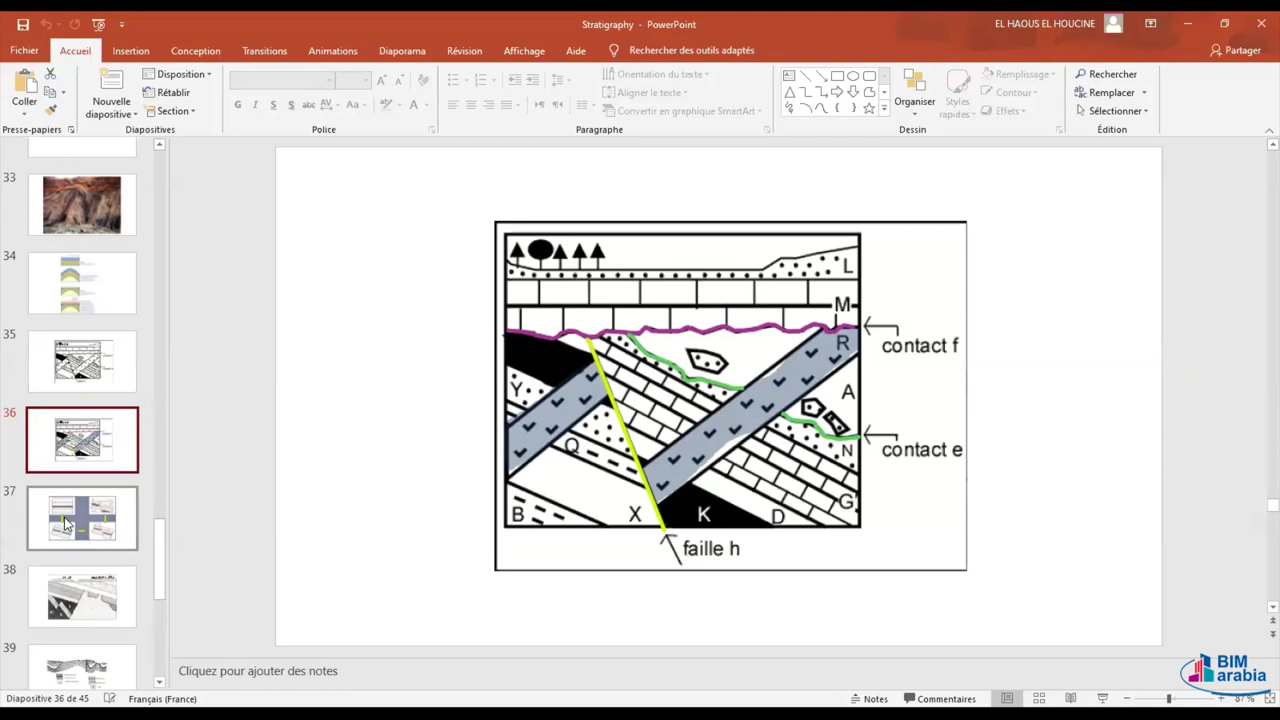 Stratigraphy - PowerPoint
EL HAOUS EL HOUCINE
Fichier Accueil Insertion Conception Transitions Animations Diaporama Révision Affichage Aide Rechercher des outils adaptés Partager
Coller
Nouvelle diapositive
Disposition
Rétablir
Section
Orientation du texte
Aligner le texte
Convertir en graphique SmartArt
Organiser
Styles rapides
Remplissage
Contour
Effets
Rechercher
Remplacer
Sélectionner
Presse-papiers Diapositives Police Paragraphe Dessin Édition
33
34
35
36
37
38
39
L
M
R
contact f
Y
A
Q
N
contact e
B X K D G
faille h
Cliquez pour ajouter des notes
BIM
arabia
Diapositive 36 de 45 Français (France) Notes Commentaires 87 %